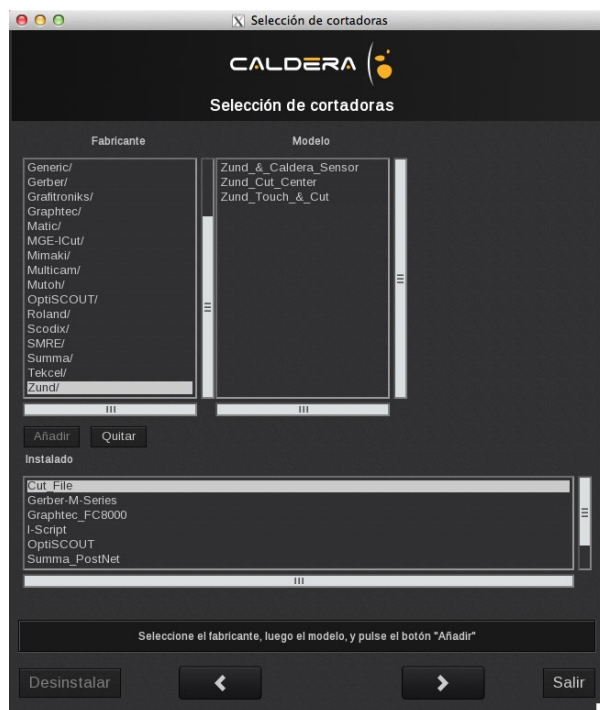 Selección de cortadoras
CALDERA
Selección de cortadoras
Fabricante
Modelo
Generic/
Gerber/
Grafitroniks/
Graphtec/
Matic/
MGE-ICut/
Mimaki/
Multicam/
Mutoh/
OptiSCOUT/
Roland/
Scodix/
SMRE/
Summa/
Tekcel/
Zund/
Zund_&_Caldera_Sensor
Zund_Cut_Center
Zund_Touch_&_Cut
Añadir
Quitar
Instalado
Cut_File
Gerber-M-Series
Graphtec_FC8000
I-Script
OptiSCOUT
Summa_PostNet
Seleccione el fabricante, luego el modelo, y pulse el botón "Añadir"
Desinstalar
Salir